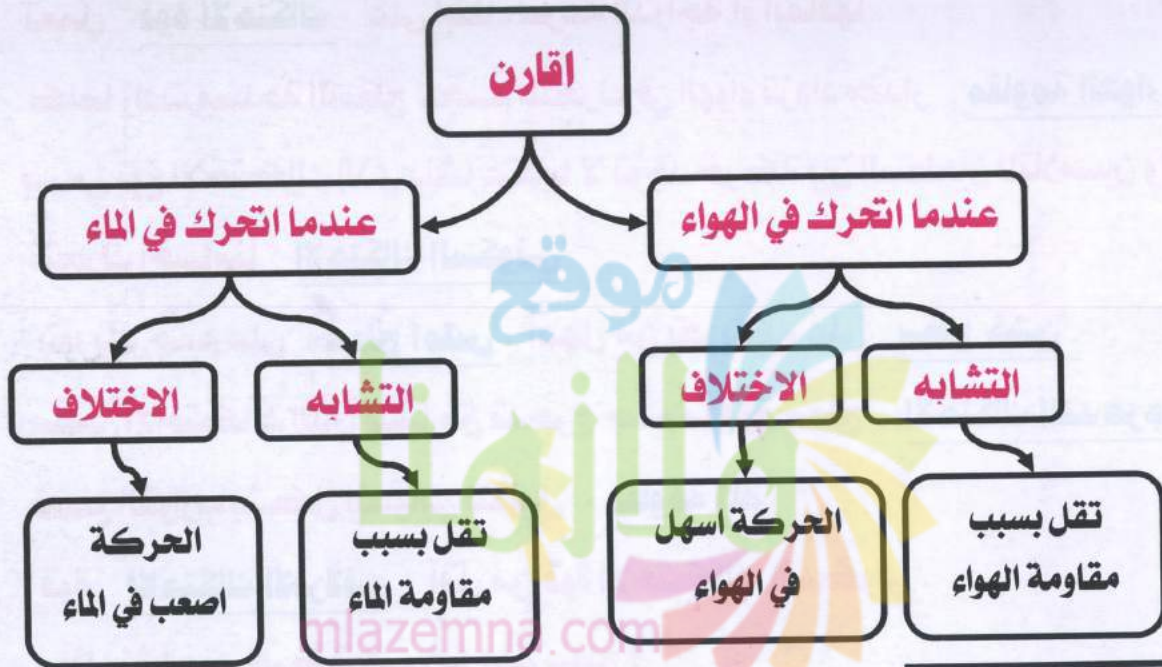 اقارن
عندما اتحرك في الهواء
عندما اتحرك في الماء
التشابه
الاختلاف
التشابه
الاختلاف
تقل بسبب
مقاومة الهواء
الحركة اسهل
في الهواء
تقل بسبب
مقاومة الماء
الحركة
اصعب في الماء
موقع
ملازمنا
mlazemna.com